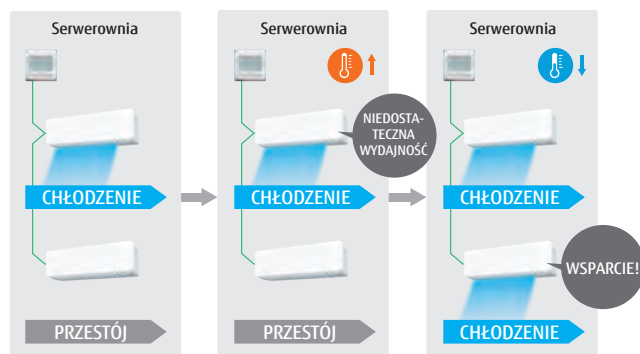 Serwerownia
CHŁODZENIE
PRZESTÓJ
Serwerownia
NIEDOSTA-
TECZNA
WYDAJNOŚĆ
CHŁODZENIE
PRZESTÓJ
Serwerownia
CHŁODZENIE
WSPARCIE!
CHŁODZENIE